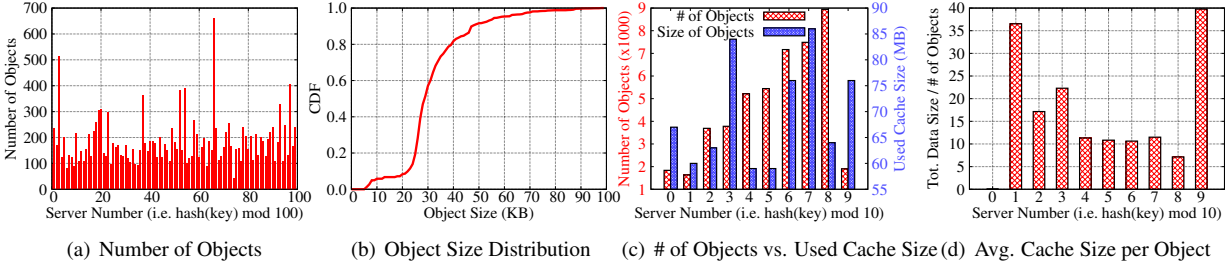 700
600
500
400
300
200
100
0
Number of Objects
0 20 40 60 80 100
Server Number (i.e. hash(key) mod 100)
(a) Number of Objects
1.0
0.8
0.6
0.4
0.2
0.0
CDF
0 10 20 30 40 50 60 70 80 90 100
Object Size (KB)
(b) Object Size Distribution
# of Objects
Size of Objects
9
8
7
6
5
4
3
2
1
Number of Objects (x1000)
90
85
80
75
70
65
60
55
Used Cache Size (MB)
0 1 2 3 4 5 6 7 8 9
Server Number (i.e. hash(key) mod 10)
(c) # of Objects vs. Used Cache Size
40
35
30
25
20
15
10
5
0
Tot. Data Size / # of Objects
0 1 2 3 4 5 6 7 8 9
Server Number (i.e. hash(key) mod 10)
(d) Avg. Cache Size per Object